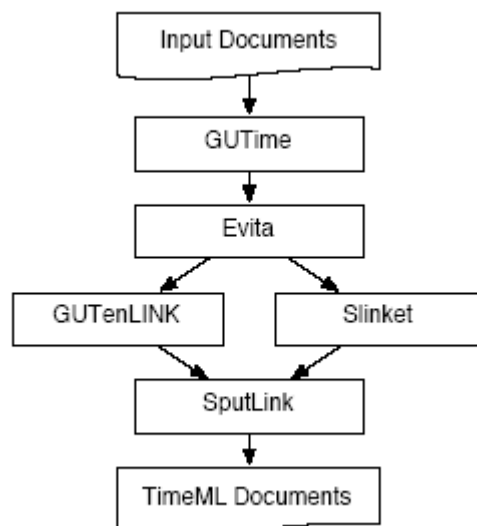 Input Documents
GUTime
Evita
GUTenLINK
Slinket
SputLink
TimeML Documents